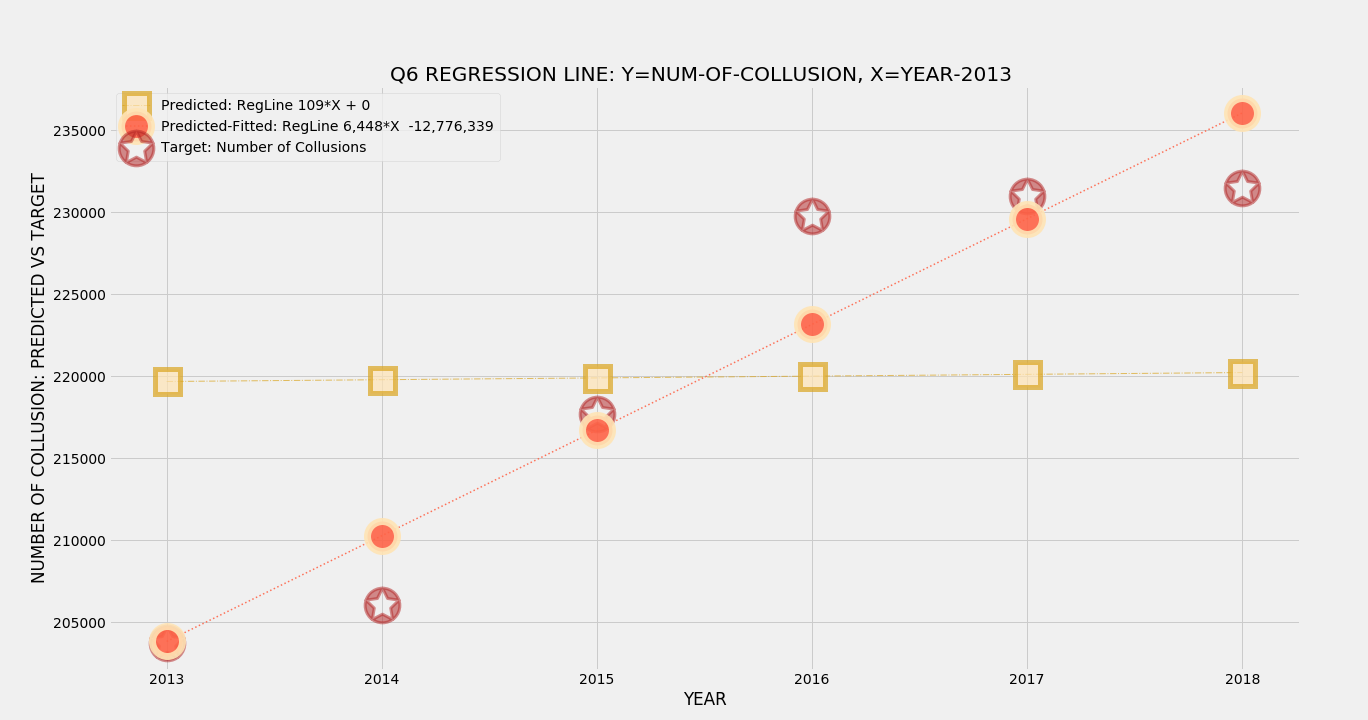 Q6 REGRESSION LINE: Y=NUM-OF-COLLUSION, X=YEAR-2013
Predicted: RegLine 109*X + 0
Predicted-Fitted: RegLine 6,448*X  -12,776,339
Target: Number of Collusions
NUMBER OF COLLUSION: PREDICTED VS TARGET
235000
230000
225000
220000
215000
210000
205000
2013 2014 2015 2016 2017 2018
YEAR